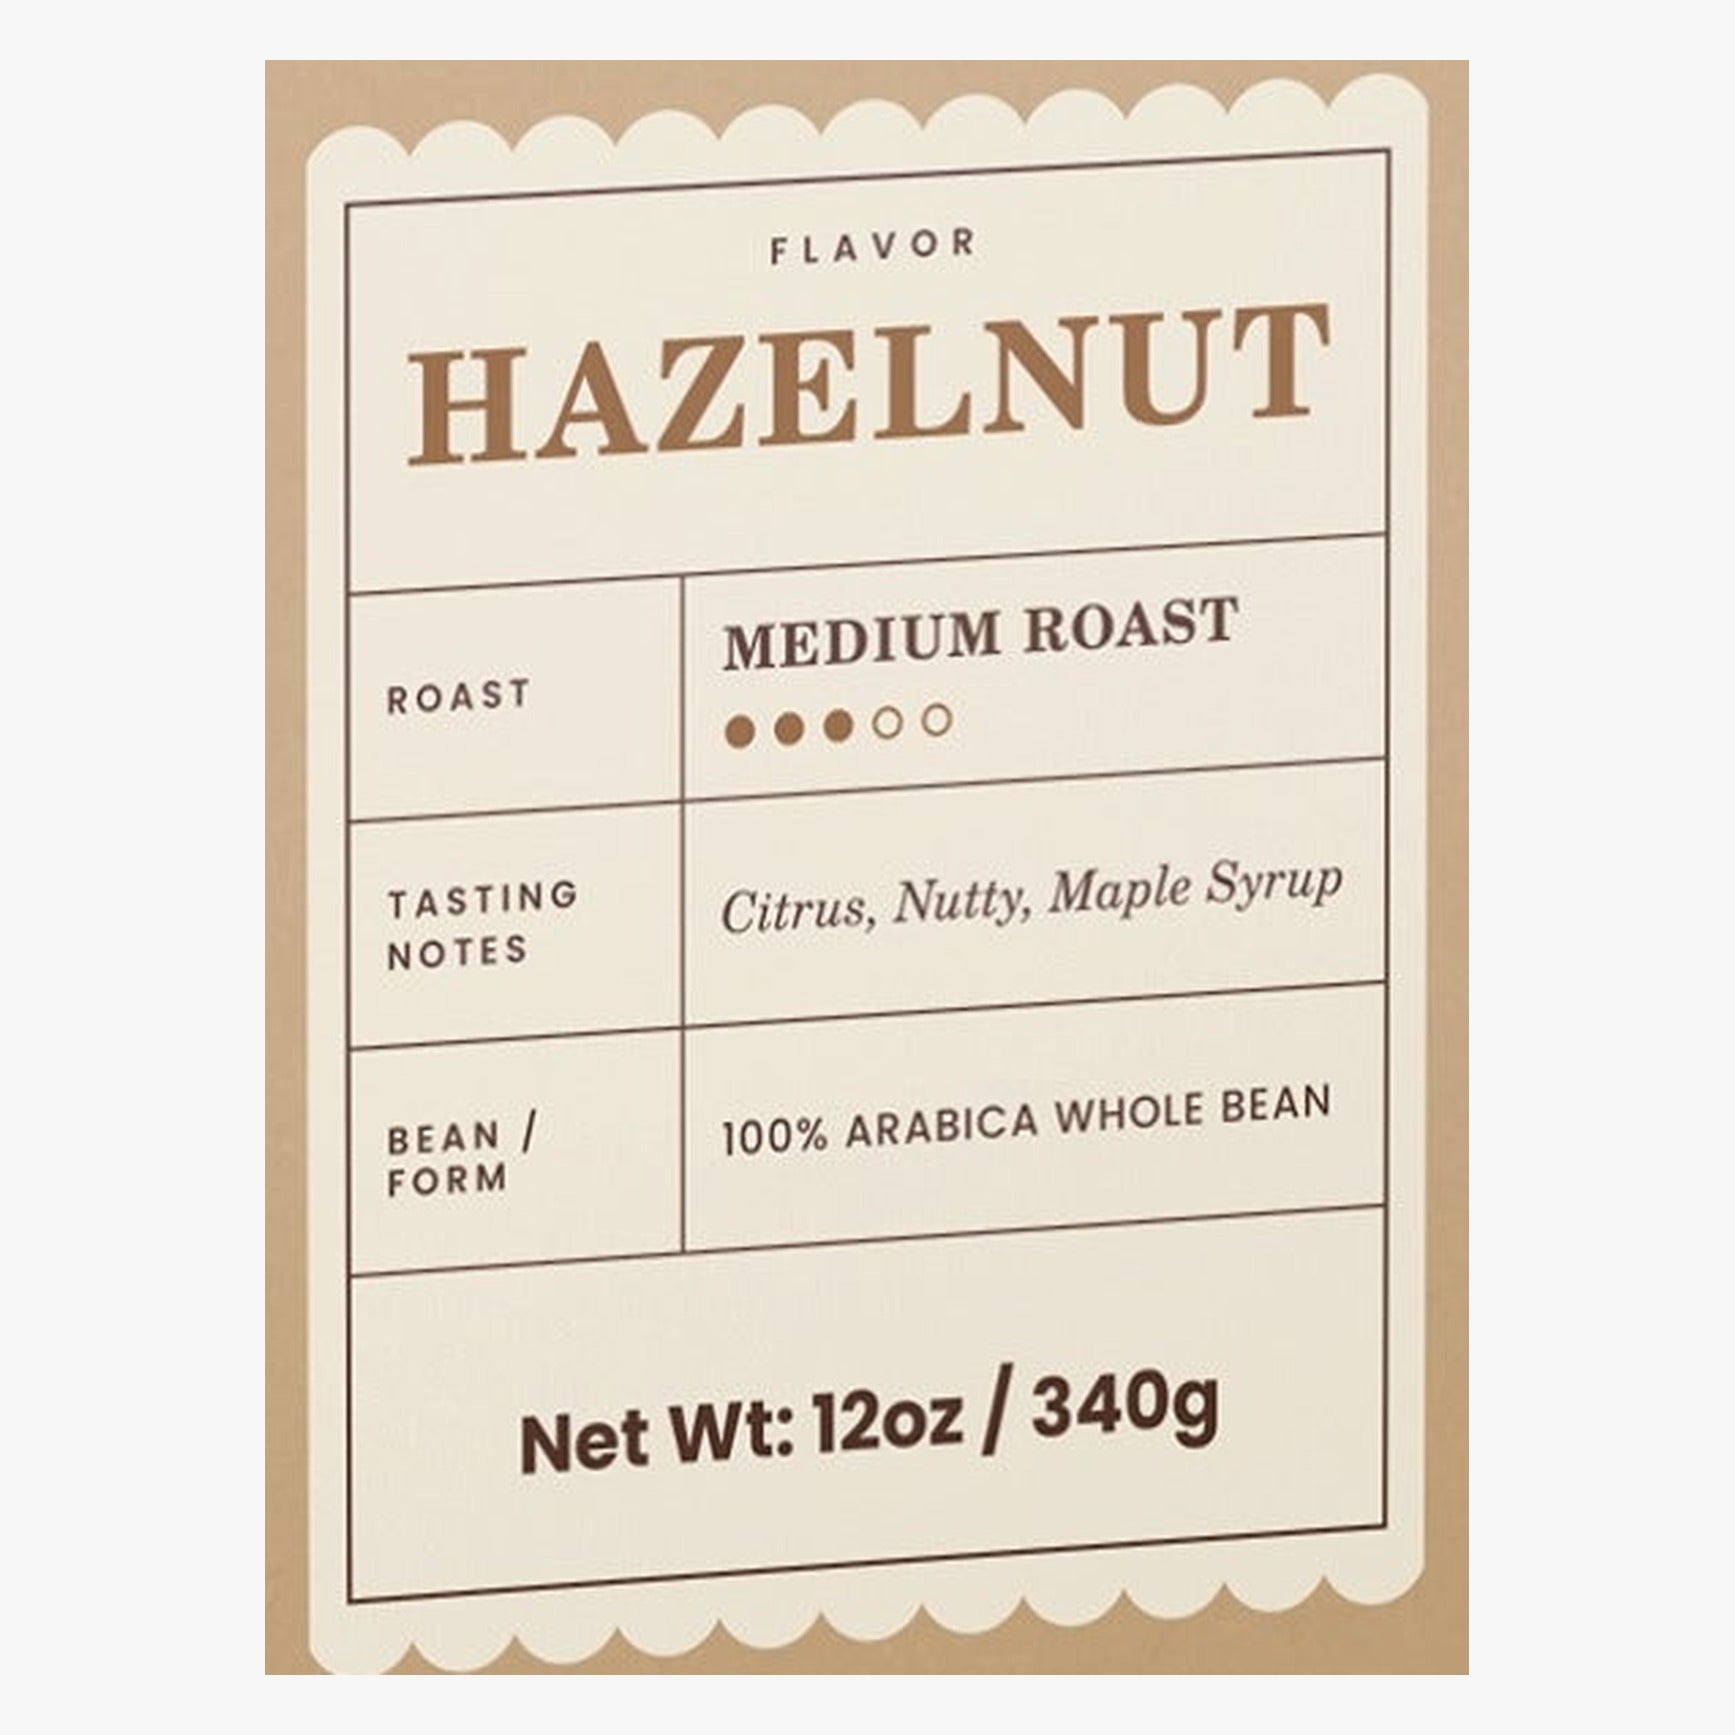 FLAVOR
HAZELNUT
ROAST
MEDIUM ROAST
TASTING
NOTES
Citrus, Nutty, Maple Syrup
BEAN /
FORM
100% ARABICA WHOLE BEAN
Net Wt: 12oz / 340g